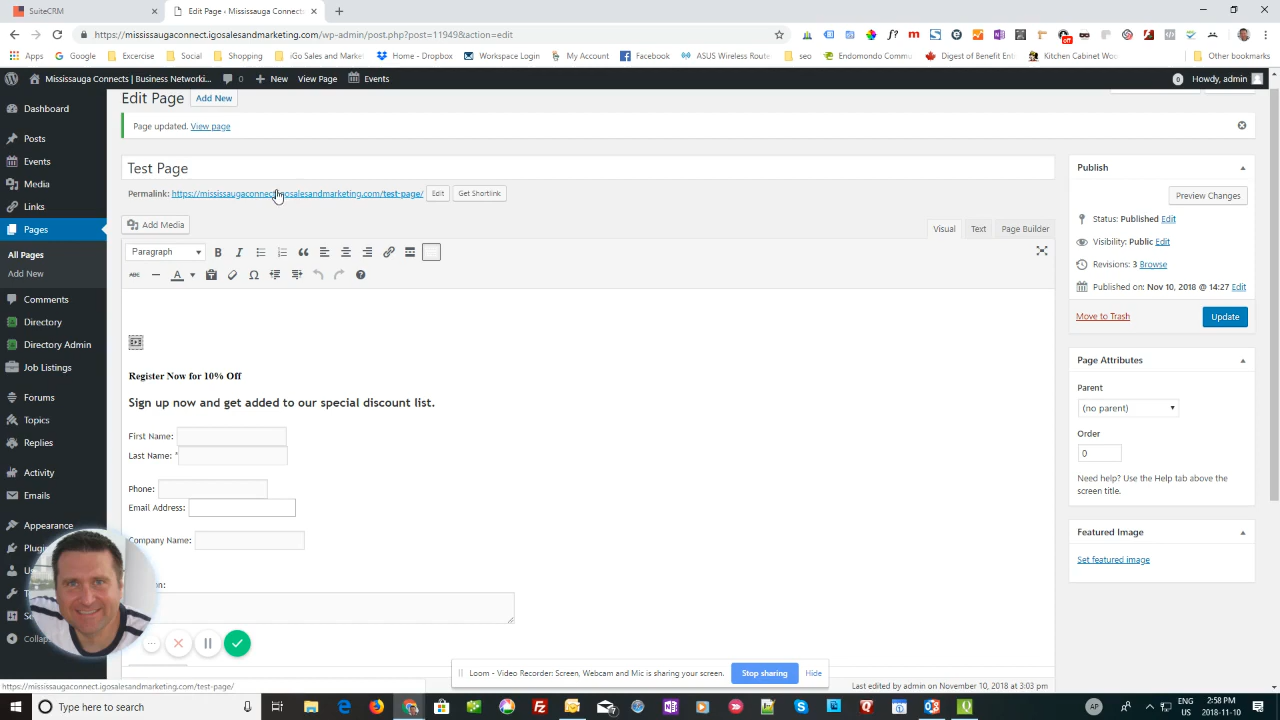 SuiteCRM
Edit Page ‹ Mississauga Connect
https://mississaugaconnect.igosalesandmarketing.com/wp-admin/post.php?post=11949&action=edit
Apps Google Excercise Social Shopping iGo Sales and Market Home - Dropbox Workspace Login My Account Facebook ASUS Wireless Route seo Endomondo Commu Digest of Benefit Ent Kitchen Cabinet Woo Other bookmarks
Mississauga Connects | Business Network... 0 New View Page Events 0 Howdy, admin
Edit Page Add New
Page updated. View page
Dashboard
Posts
Events
Media
Links
Pages
All Pages
Add New
Comments
Directory
Directory Admin
Job Listings
Forums
Topics
Replies
Activity
Emails
Appearance
Test Page
Permalink: https://mississaugaconnect.igosalesandmarketing.com/test-page/ Edit Get Shortlink
Add Media
Visual Text Page Builder
Paragraph B I
ABC A
Register Now for 10% Off
Sign up now and get added to our special discount list.
First Name:
Last Name: *
Phone:
Email Address:
Company Name:
Publish
Preview Changes
Status: Published Edit
Visibility: Public Edit
Revisions: 3 Browse
Published on: Nov 10, 2018 @ 14:27 Edit
Move to Trash Update
Page Attributes
Parent
(no parent)
Order
0
Need help? Use the Help tab above the
screen title.
Featured Image
Set featured image
Loom - Video Recorder: Screen, Webcam and Mic is sharing your screen. Stop sharing Hide
https://mississaugaconnect.igosalesandmarketing.com/test-page/
Last edited by admin on November 10, 2018 at 3:03 pm
Type here to search
AP
ENG
US
2:58 PM
2018-11-10